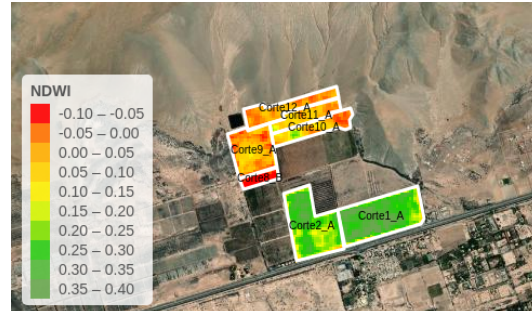 NDWI
-0.10 – -0.05
-0.05 – 0.00
0.00 – 0.05
0.05 – 0.10
0.10 – 0.15
0.15 – 0.20
0.20 – 0.25
0.25 – 0.30
0.30 – 0.35
0.35 – 0.40
Corte12_A
Corte11_A
Corte10_A
Corte9_A
Corte8_B
Corte2_A
Corte1_A